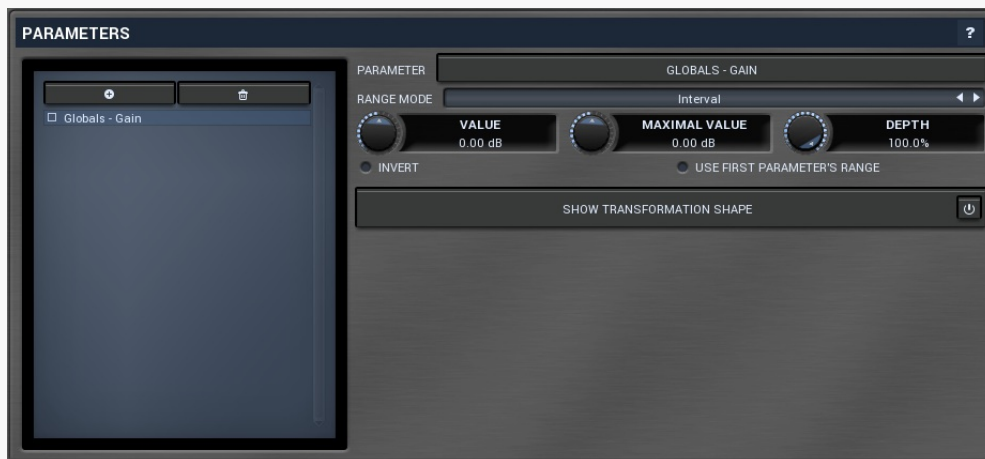 PARAMETERS ?
PARAMETER GLOBALS - GAIN
Globals - Gain
RANGE MODE Interval
VALUE MAXIMAL VALUE DEPTH
0.00 dB 0.00 dB 100.0%
INVERT USE FIRST PARAMETER'S RANGE
SHOW TRANSFORMATION SHAPE